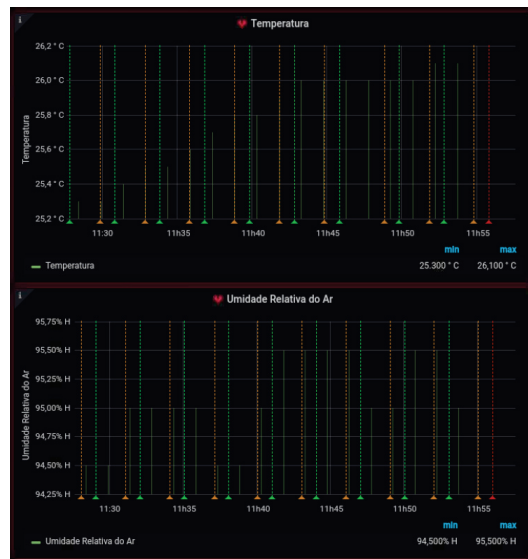 i
Temperatura
26,2 ° C
26,0 ° C
25,8 ° C
25,6 ° C
25,4 ° C
25,2 ° C
Temperatura
11:30 11h35 11h40 11h45 11h50 11h55
min max
Temperatura 25.300 ° C 26,100 ° C
i
Umidade Relativa do Ar
95,75% H
95,50% H
95,25% H
95,00% H
94,75% H
94,50% H
94,25% H
Umidade Relativa do Ar
11:30 11h35 11h40 11h45 11h50 11h55
min max
Umidade Relativa do Ar 94,500% H 95,500% H